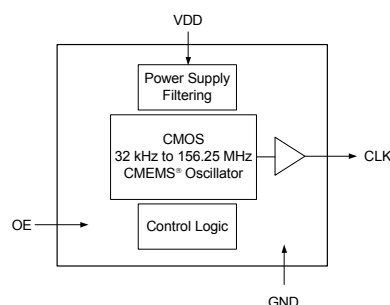 VDD
Power Supply
Filtering
CMOS
32 kHz to 156.25 MHz
CMEMS® Oscillator
CLK
OE
Control Logic
GND